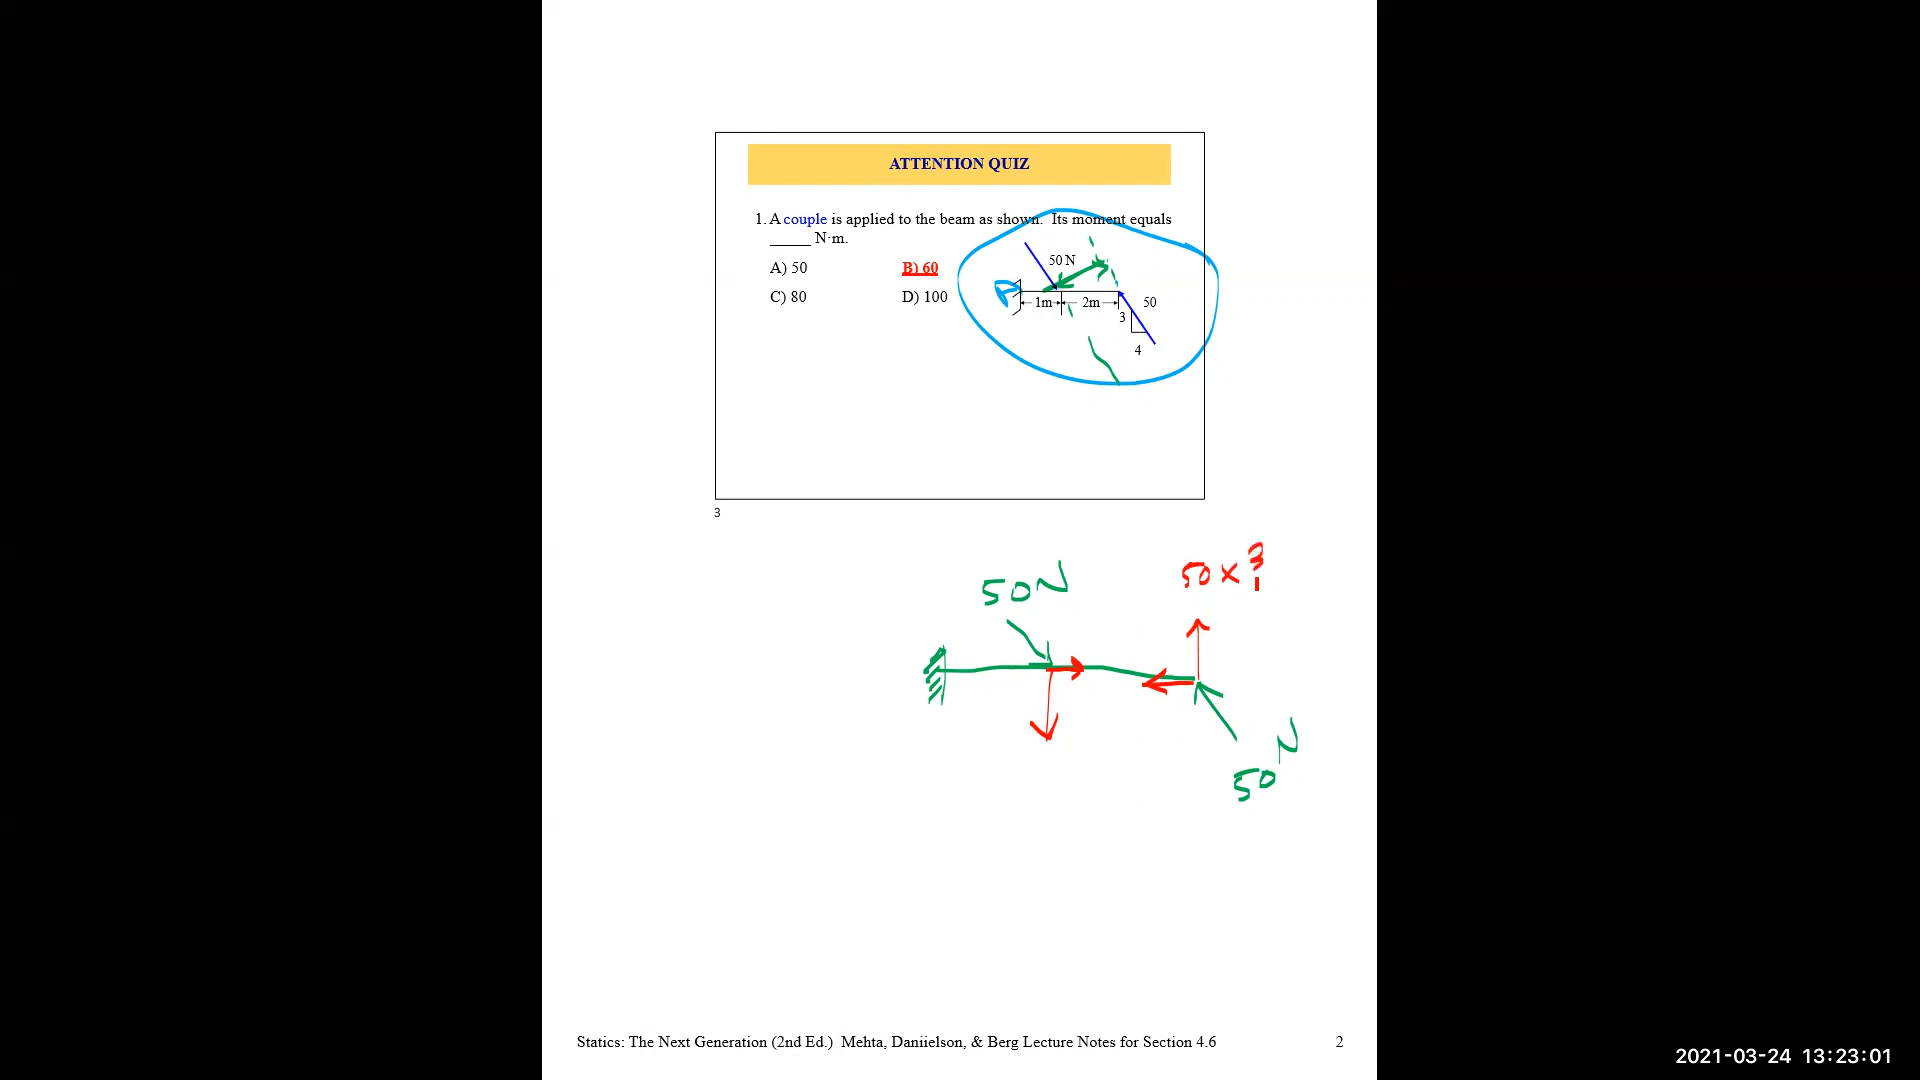 ATTENTION QUIZ
1. A couple is applied to the beam as shown. Its moment equals
_____ N·m.
A) 50 B) 60
C) 80 D) 100
50 N
1m 2m 50
3
4
3
50 x 3
50N
50N
Statics: The Next Generation (2nd Ed.) Mehta, Daniielson, & Berg Lecture Notes for Section 4.6 2
2021-03-24 13:23:01